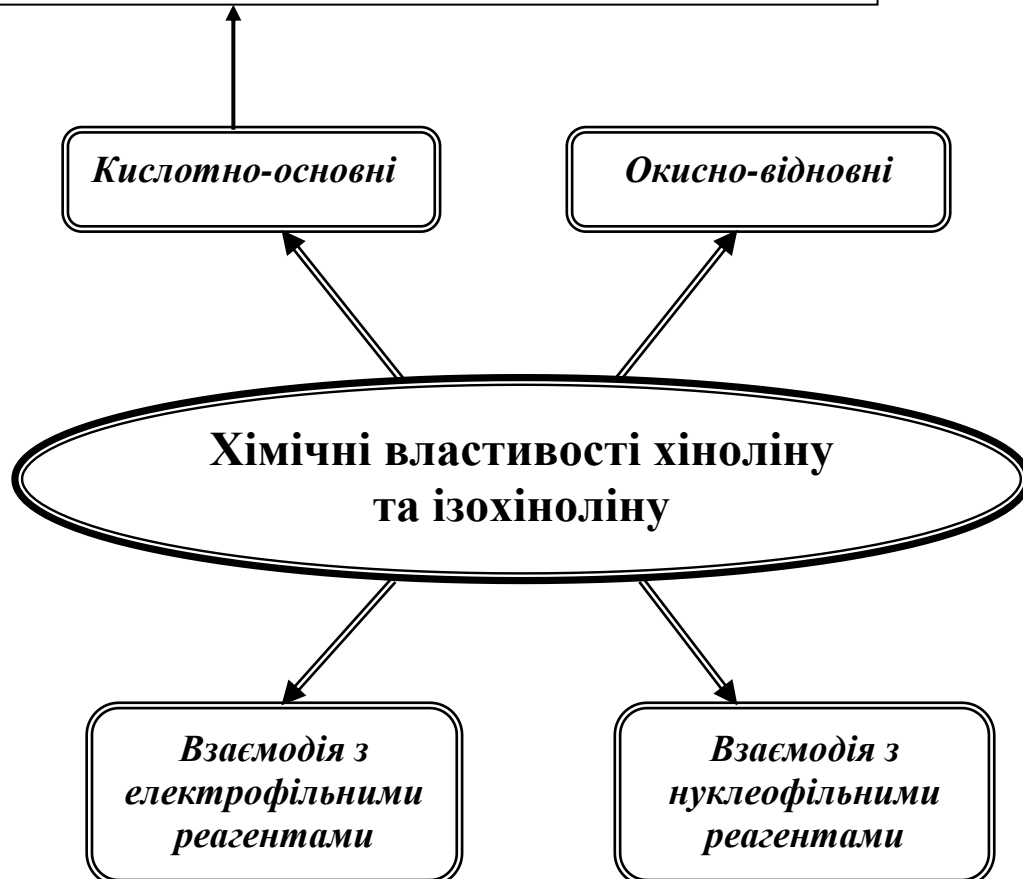 Кислотно-основні
Окисно-відновні
Хімічні властивості хіноліну
та ізохіноліну
Взаємодія з
електрофільними
реагентами
Взаємодія з
нуклеофільними
реагентами